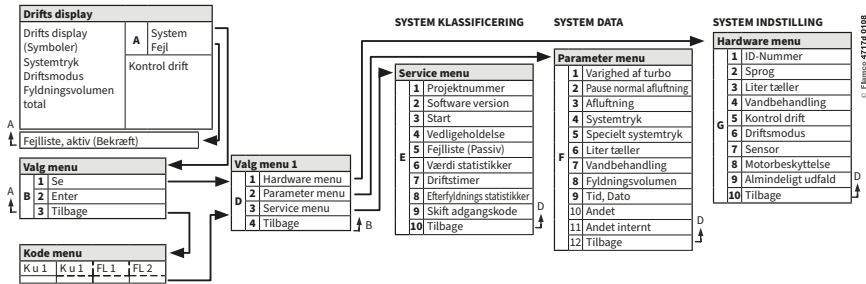 Drifts display
Drifts display
(Symboler)
Systemtryk
Driftsmodus
Fyldningsvolumen
total
A
System
Fejl
Kontrol drift
A
Fejlliste, aktiv (Bekræft)
Valg menu
A
B
1 Se
2 Enter
3 Tilbage
Kode menu
K u 1 K u 1 FL 1 FL 2
Valg menu 1
D
1 Hardware menu
2 Parameter menu
3 Service menu
4 Tilbage
B
SYSTEM KLASSIFICERING
Service menu
E
1 Projektnummer
2 Software version
3 Start
4 Vedligeholdelse
5 Fejlliste (Passiv)
6 Værdi statistikker
7 Driftstimer
8 Efterfyldnings statistikker
9 Skift adgangskode
10 Tilbage
D
SYSTEM DATA
Parameter menu
F
1 Varighed af turbo
2 Pause normal afluftning
3 Afluftning
4 Systemtryk
5 Specielt systemtryk
6 Liter tæller
7 Vandbehandling
8 Fyldningsvolumen
9 Tid, Dato
10 Andet
11 Andet internt
12 Tilbage
D
SYSTEM INDSTILLING
Hardware menu
G
1 ID-Nummer
2 Sprog
3 Liter tæller
4 Vandbehandling
5 Kontrol drift
6 Driftsmodus
7 Sensor
8 Motorbeskyttelse
9 Almindeligt udfald
10 Tilbage
D
© Flamco 47174 0198